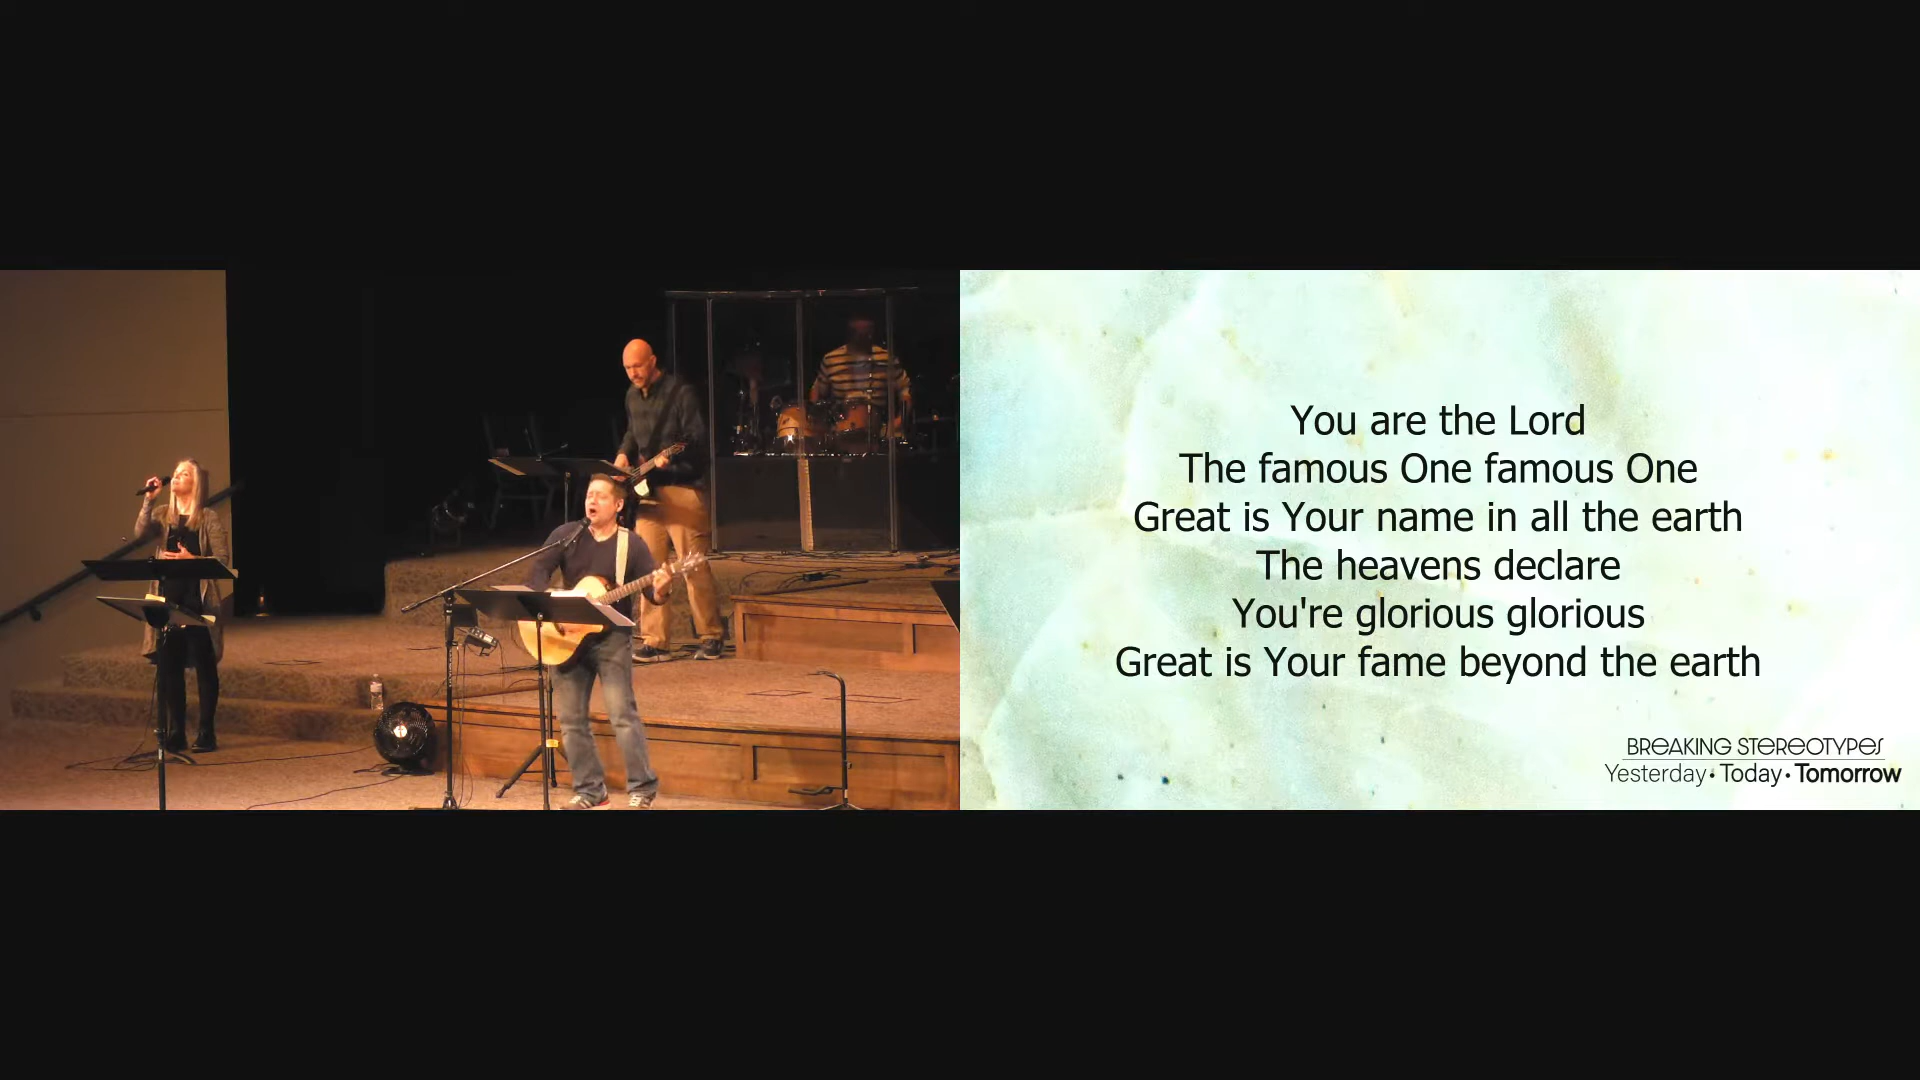 You are the Lord
The famous One famous One
Great is Your name in all the earth
The heavens declare
You're glorious glorious
Great is Your fame beyond the earth
BREAKING STEREOTYPES
Yesterday • Today • Tomorrow